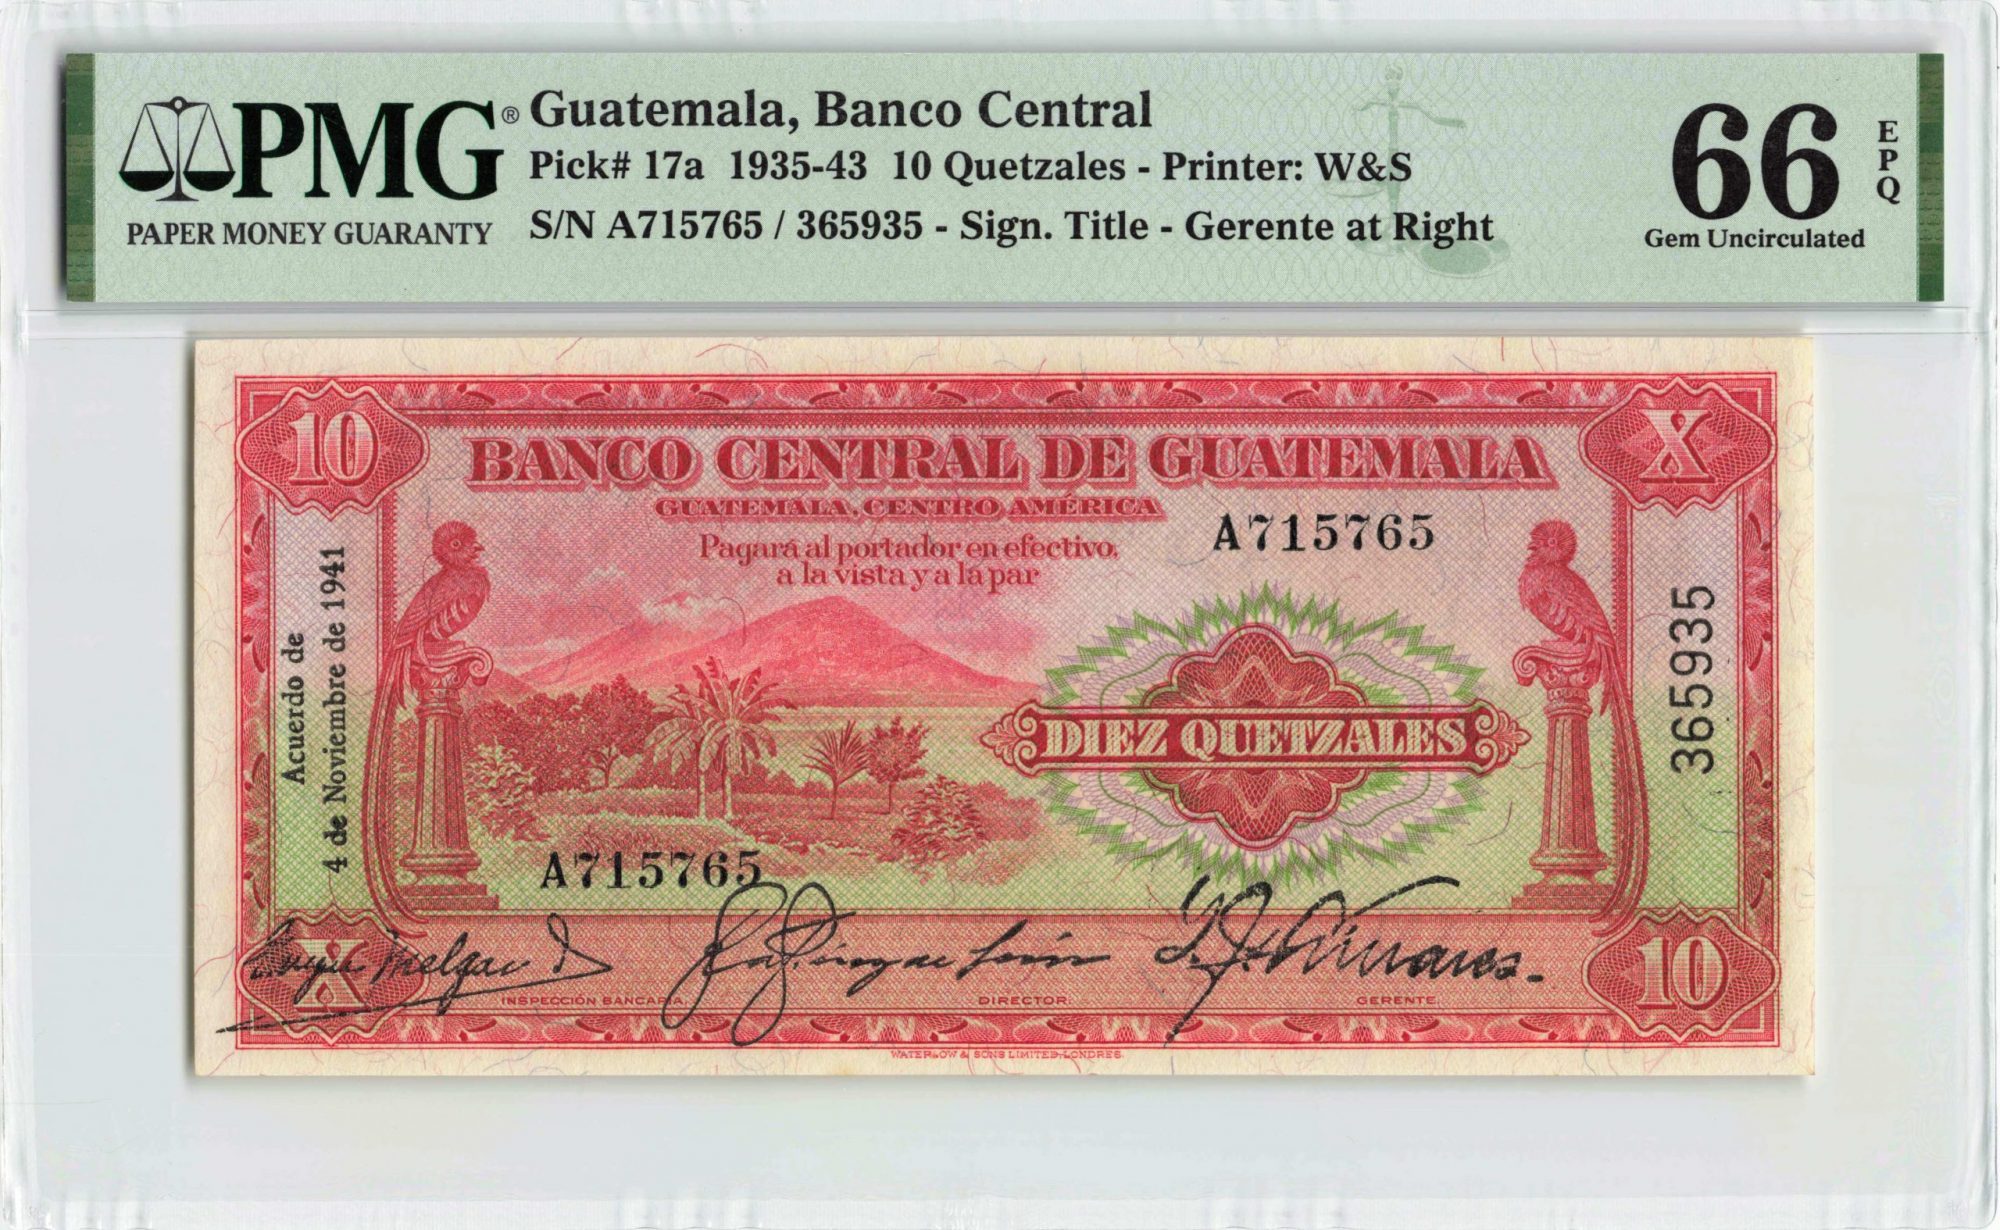 PMG®
PAPER MONEY GUARANTY
Guatemala, Banco Central
Pick# 17a 1935-43 10 Quetzales - Printer: W&S
S/N A715765 / 365935 - Sign. Title - Gerente at Right
66
EPQ
Gem Uncirculated
10
X
BANCO CENTRAL DE GUATEMALA
GUATEMALA, CENTRO AMÉRICA
A715765
Pagará al portador en efectivo,
a la vista y a la par
Acuerdo de
4 de Noviembre de 1941
365935
DIEZ QUETZALES
A715765
X
10
INSPECCIÓN BANCARIA.
DIRECTOR.
GERENTE.
WATERLOW & SONS LIMITED, LONDRES.